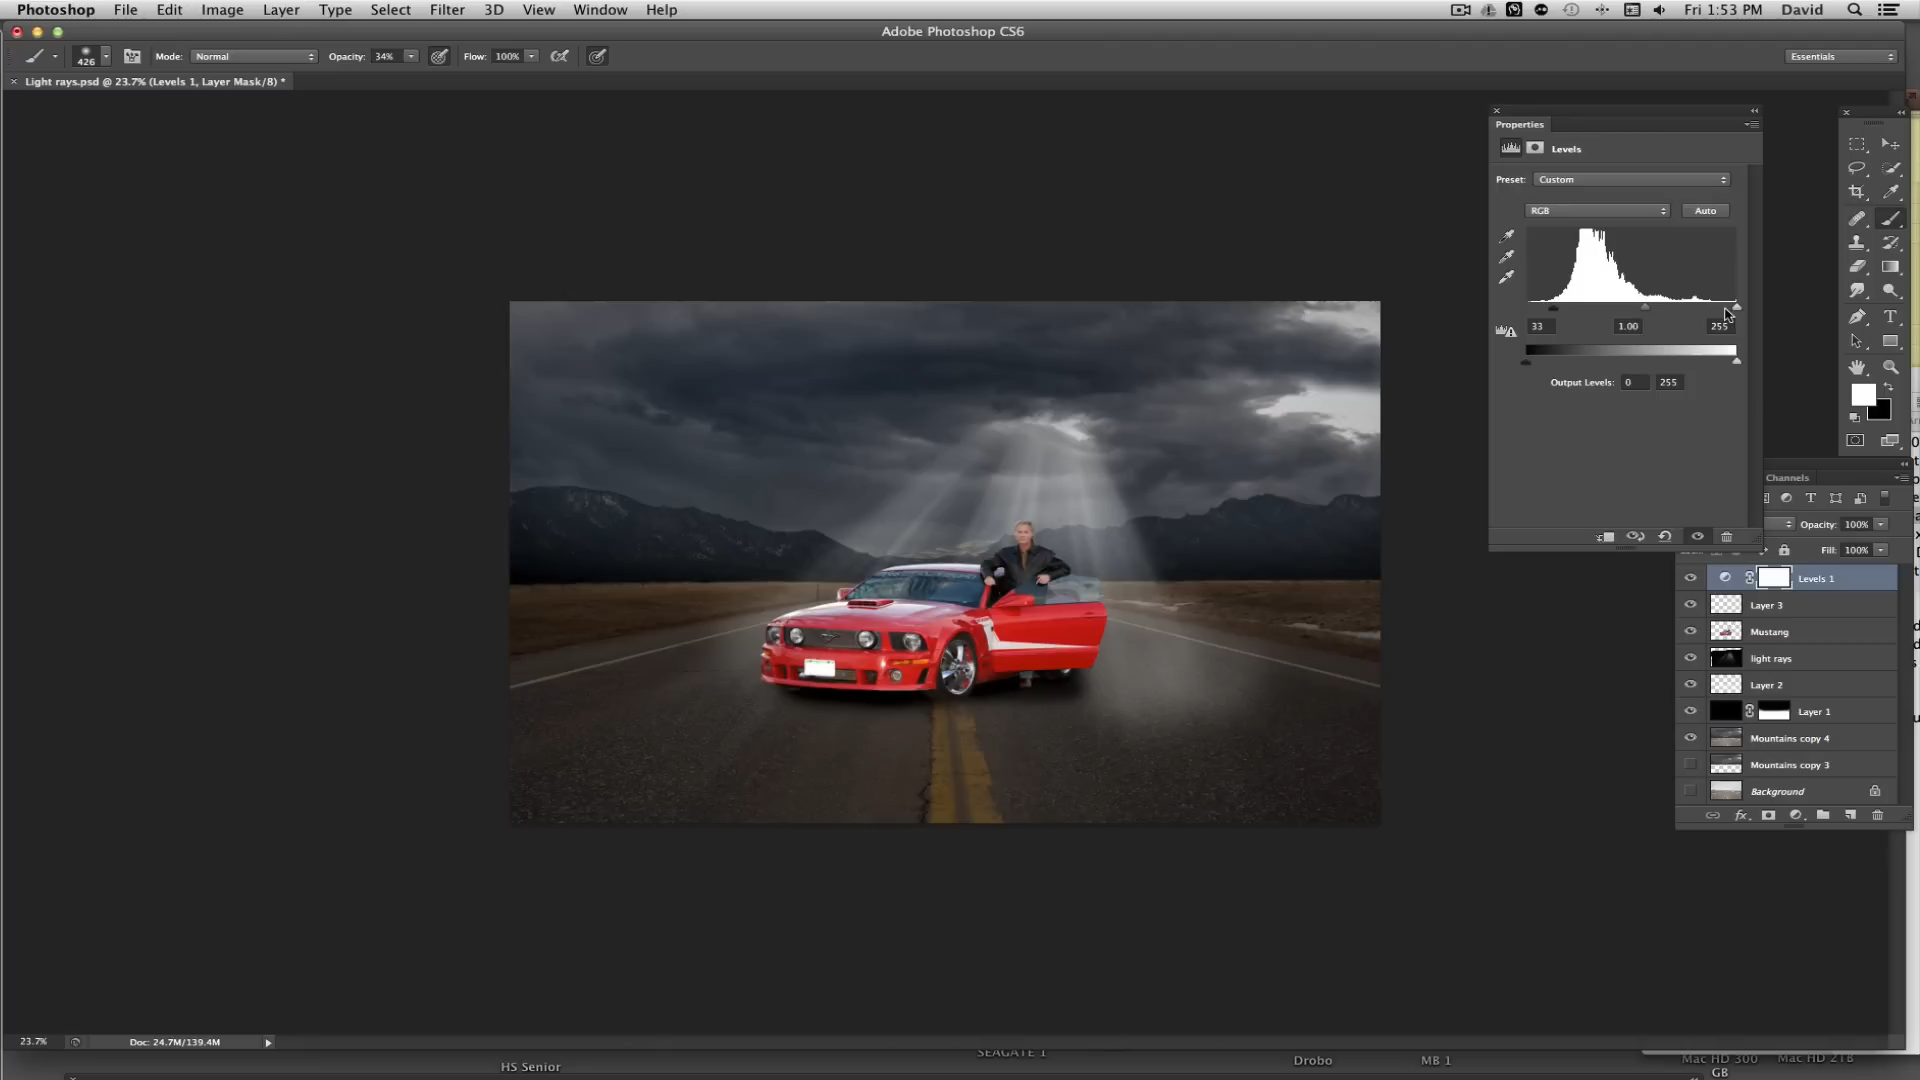 Photoshop File Edit Image Layer Type Select Filter 3D View Window Help Fri 1:53 PM David
Adobe Photoshop CS6
426 Mode: Normal Opacity: 34% Flow: 100% Essentials
Light rays.psd @ 23.7% (Levels 1, Layer Mask/8) *
Properties
Levels
Preset: Custom
RGB Auto
33 1.00 255
Output Levels: 0 255
Channels
Opacity: 100%
Fill: 100%
Levels 1
Layer 3
Mustang
light rays
Layer 2
Layer 1
Mountains copy 4
Mountains copy 3
Background
23.7% Doc: 24.7M/139.4M
SEAGATE 1
HS Senior Drobo MB 1 Mac HD 300 GB Mac HD 2TB